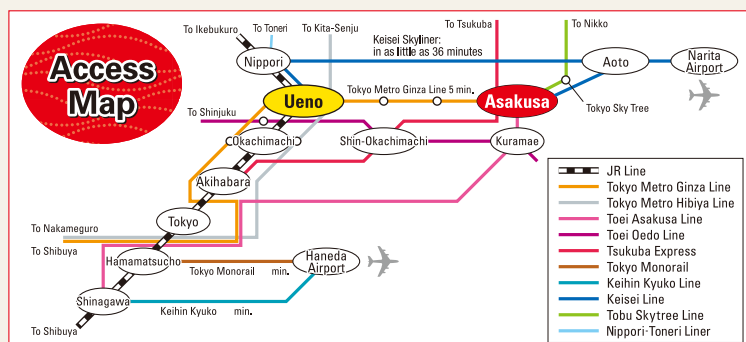 Access
Map
To Ikebukuro
To Toneri
To Kita-Senju
Keisei Skyliner:
in as little as 36 minutes
To Tsukuba
To Nikko
Nippori
Aoto
Narita
Airport
Ueno
Tokyo Metro Ginza Line 5 min.
Asakusa
Tokyo Sky Tree
To Shinjuku
Okachimachi
Shin-Okachimachi
Kuramae
Akihabara
Tokyo
To Nakameguro
To Shibuya
Hamamatsucho
Tokyo Monorail min.
Haneda
Airport
Shinagawa
Keihin Kyuko min.
To Shibuya
JR Line
Tokyo Metro Ginza Line
Tokyo Metro Hibiya Line
Toei Asakusa Line
Toei Oedo Line
Tsukuba Express
Tokyo Monorail
Keihin Kyuko Line
Keisei Line
Tobu Skytree Line
Nippori-Toneri Liner